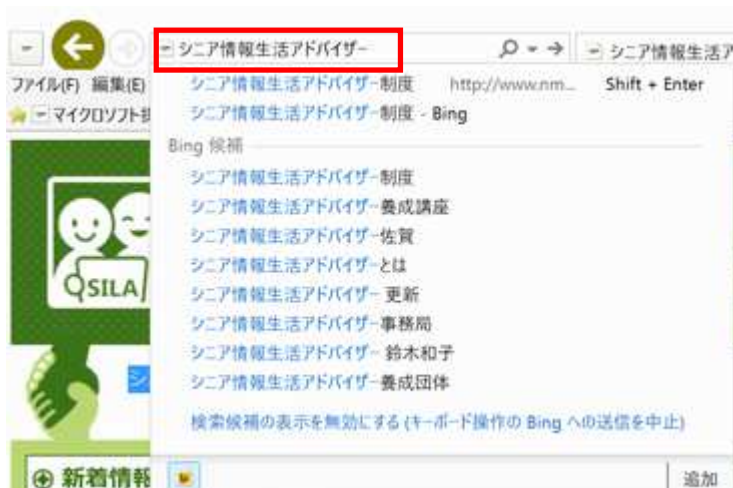 シニア情報生活アドバイザー
シニア情報生活ア
ファイル(F) 編集(E)
シニア情報生活アドバイザー制度 http://www.nm... Shift + Enter
マイクロソフト
シニア情報生活アドバイザー制度 - Bing
Bing 候補
シニア情報生活アドバイザー制度
シニア情報生活アドバイザー養成講座
シニア情報生活アドバイザー佐賀
シニア情報生活アドバイザーとは
シニア情報生活アドバイザー 更新
シニア情報生活アドバイザー事務局
シニア情報生活アドバイザー 鈴木和子
シニア情報生活アドバイザー養成団体
QSILA
シ
検索候補の表示を無効にする (キーボード操作の Bing への送信を中止)
新着情報
追加